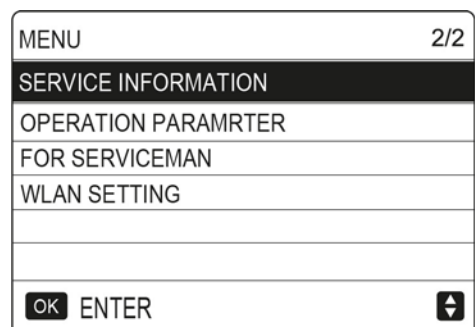 MENU 2/2
SERVICE INFORMATION
OPERATION PARAMRTER
FOR SERVICEMAN
WLAN SETTING
OK ENTER